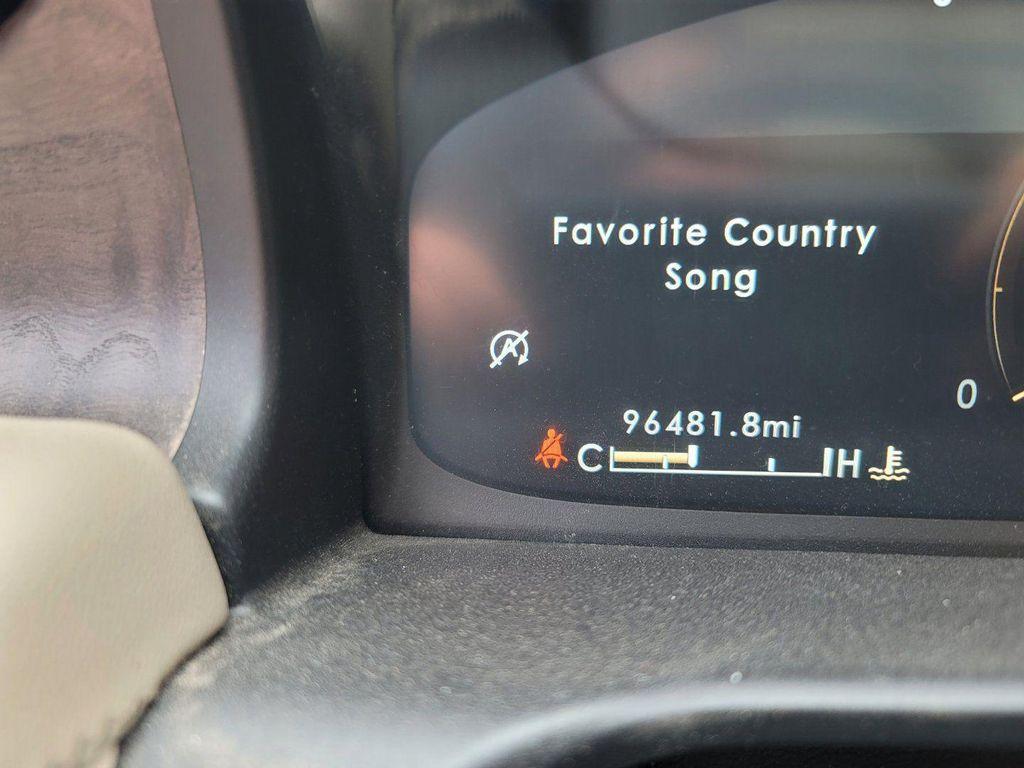 Favorite Country
Song
0
96481.8mi
C H